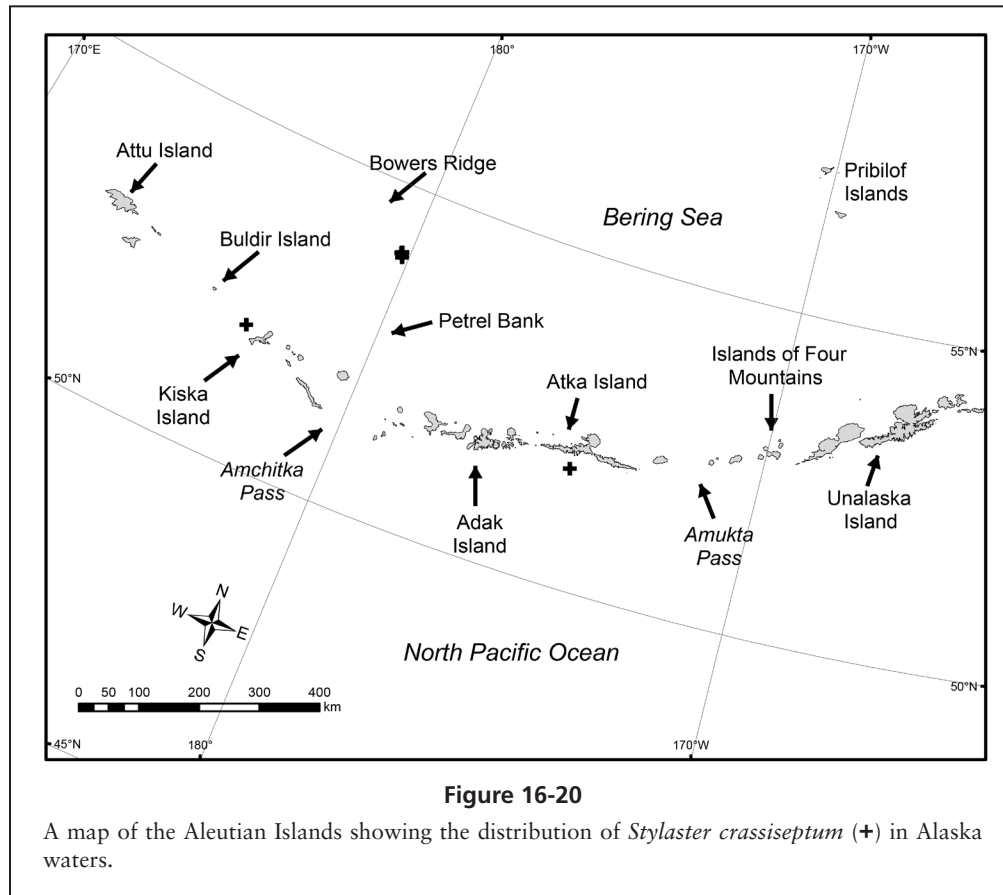 170°E
180°
170°W
Attu Island
Bowers Ridge
Pribilof
Islands
Bering Sea
Buldir Island
Petrel Bank
Islands of Four
Mountains
55°N
50°N
Kiska
Island
Atka Island
Amchitka
Pass
Adak
Island
Amukta
Pass
Unalaska
Island
N
W
E
S
North Pacific Ocean
0 50 100 200 300 400
km
50°N
45°N
180°
170°W
Figure 16-20
A map of the Aleutian Islands showing the distribution of Stylaster crassiseptum (+) in Alaska
waters.